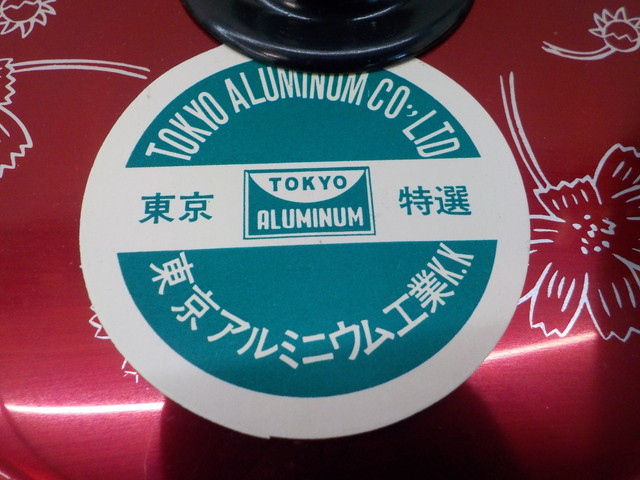 TOKYO ALUMINUM CO., LTD
東京
TOKYO
ALUMINUM
特選
東京アルミニウム工業K.K